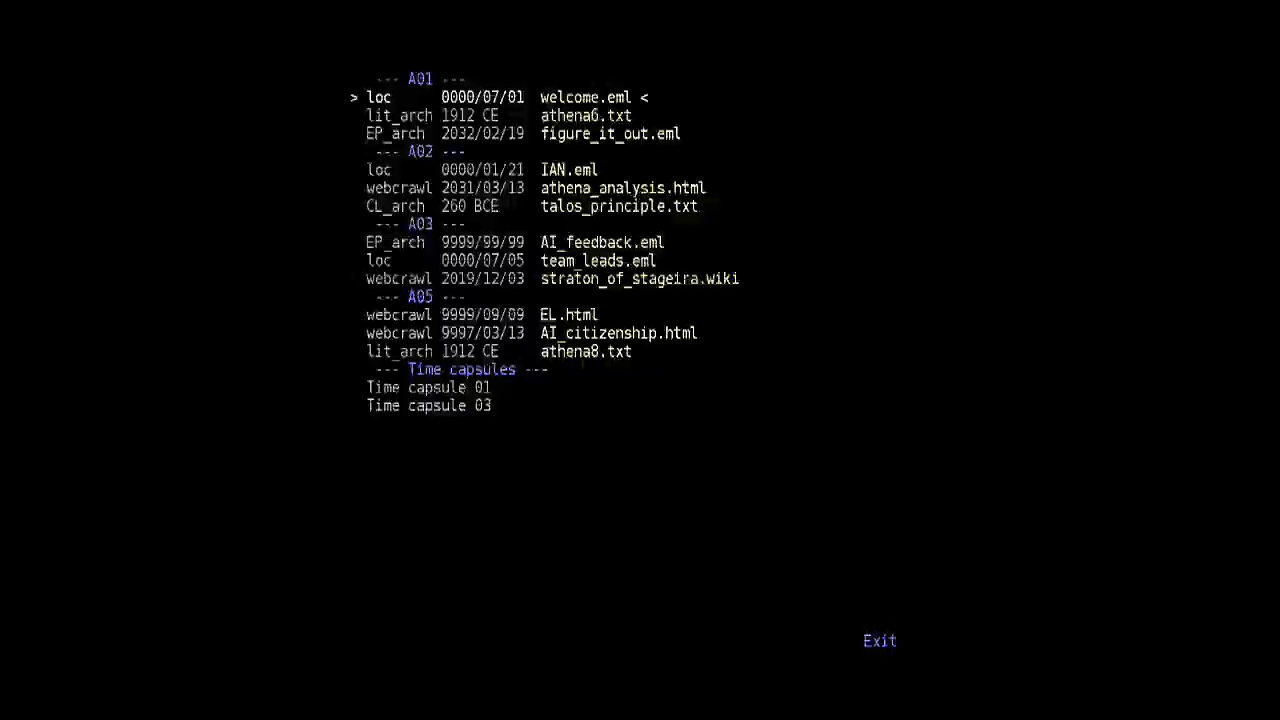 --- A01 ---
> loc 0000/07/01 welcome.eml <
lit_arch 1912 CE athena6.txt
EP_arch 2032/02/19 figure_it_out.eml
--- A02 ---
loc 0000/01/21 IAN.eml
webcrawl 2031/03/13 athena_analysis.html
CL_arch 260 BCE talos_principle.txt
--- A03 ---
EP_arch 9999/99/99 AI_feedback.eml
loc 0000/07/05 team_leads.eml
webcrawl 2019/12/03 straton_of_stageira.wiki
--- A05 ---
webcrawl 9999/09/09 EL.html
webcrawl 9997/03/13 AI_citizenship.html
lit_arch 1912 CE athena8.txt
--- Time capsules ---
Time capsule 01
Time capsule 03
Exit